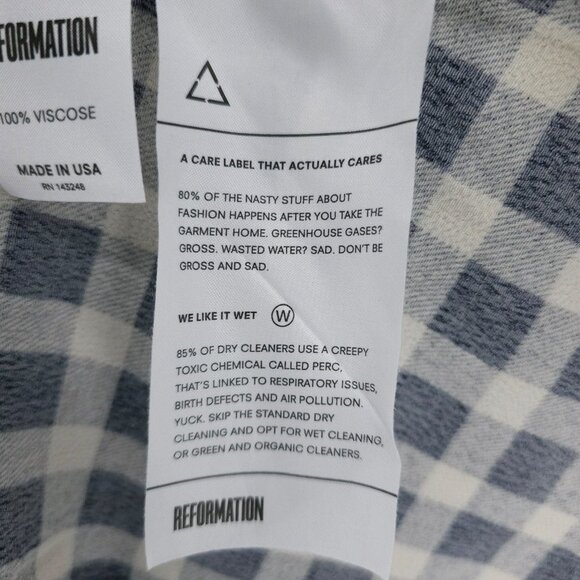 FORMATION
100% VISCOSE
MADE IN USA
RN 143248
A CARE LABEL THAT ACTUALLY CARES
80% OF THE NASTY STUFF ABOUT
FASHION HAPPENS AFTER YOU TAKE THE
GARMENT HOME. GREENHOUSE GASES?
GROSS. WASTED WATER? SAD. DON'T BE
GROSS AND SAD.
WE LIKE IT WET W
85% OF DRY CLEANERS USE A CREEPY
TOXIC CHEMICAL CALLED PERC,
THAT'S LINKED TO RESPIRATORY ISSUES,
BIRTH DEFECTS AND AIR POLLUTION.
YUCK. SKIP THE STANDARD DRY
CLEANING AND OPT FOR WET CLEANING,
OR GREEN AND ORGANIC CLEANERS.
REFORMATION